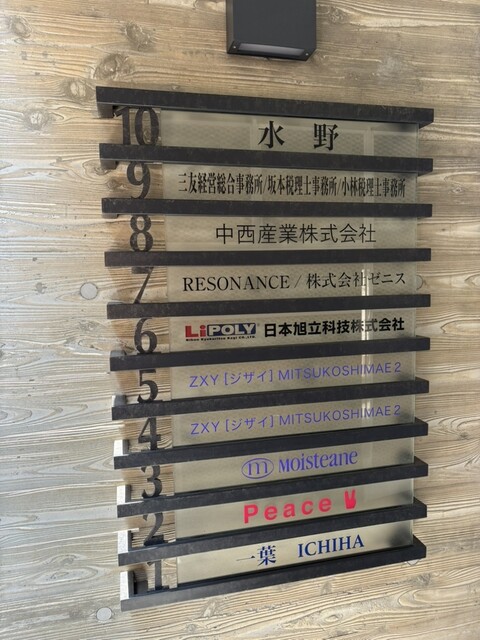 10 水野
9 三友経営総合事務所/坂本税理士事務所/小林税理士事務所
8 中西産業株式会社
7 RESONANCE / 株式会社ゼニス
6 LiPOLY 日本旭立科技株式会社
5 ZXY [ジザイ] MITSUKOSHIMAE 2
4 ZXY [ジザイ] MITSUKOSHIMAE 2
3 m Moisteane
2 Peace
1 一葉 ICHIHA